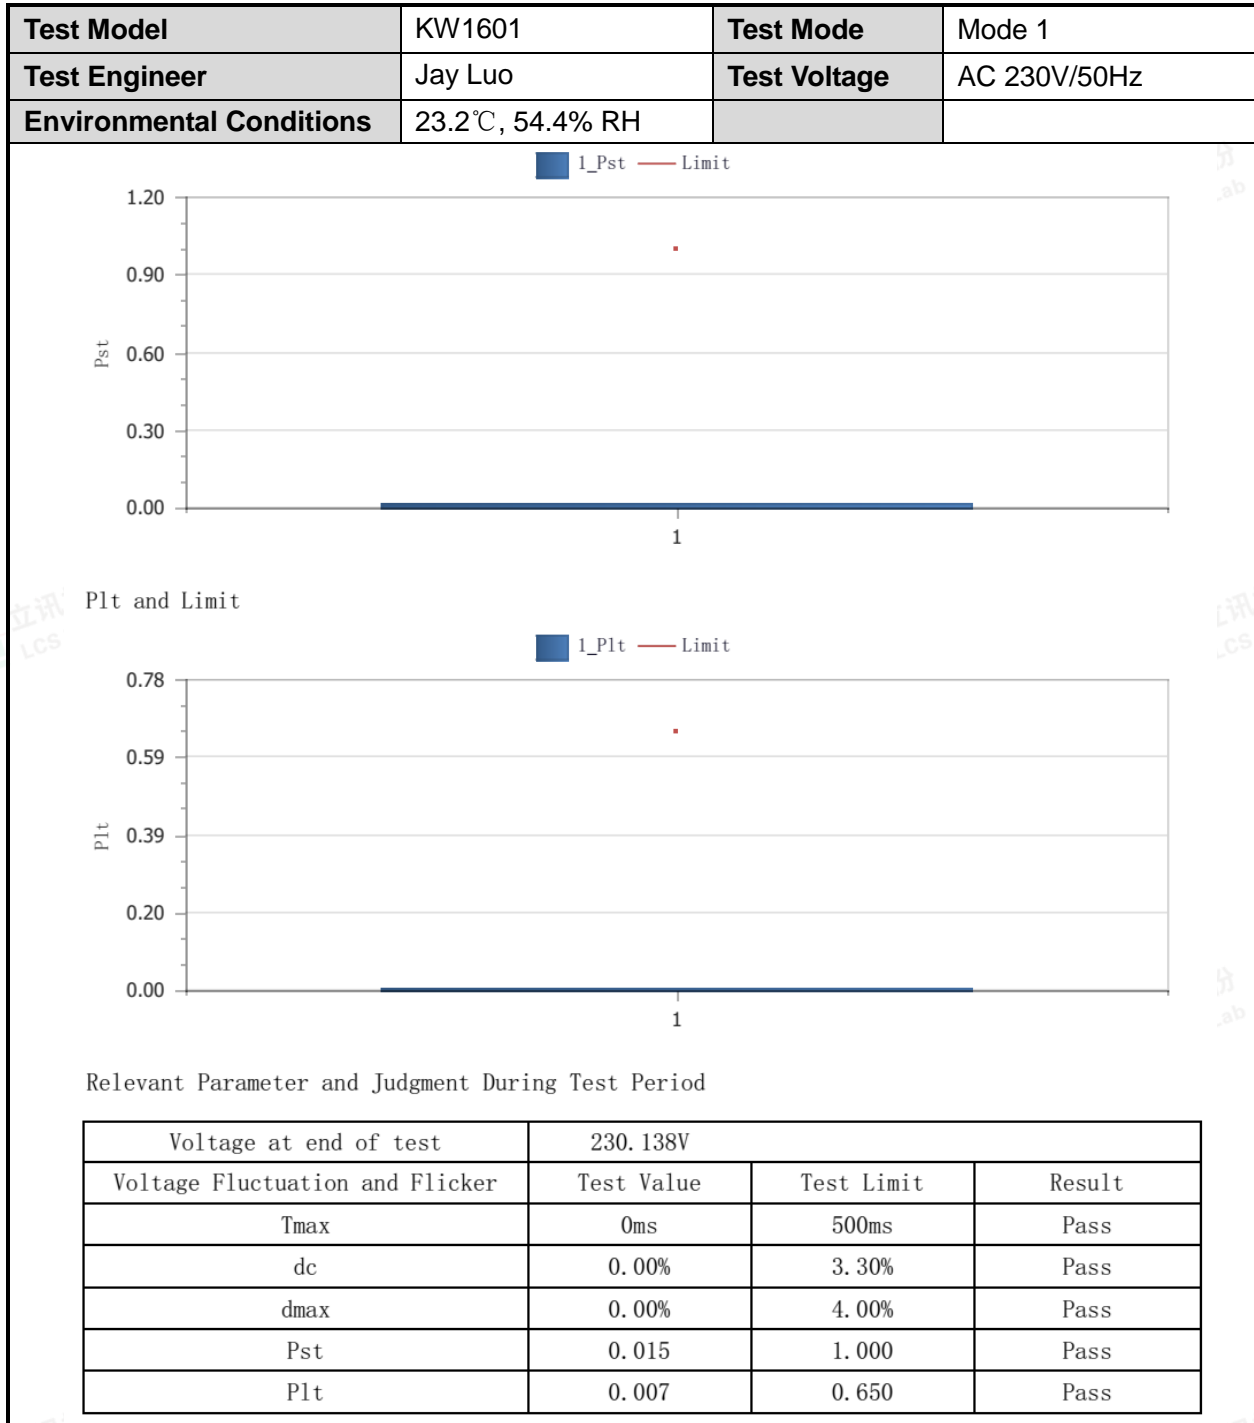 Test Model KW1601 Test Mode Mode 1
Test Engineer Jay Luo Test Voltage AC 230V/50Hz
Environmental Conditions 23.2℃, 54.4% RH
1_Pst Limit
1.20
0.90
0.60
0.30
0.00
Pst
1
Plt and Limit
1_Plt Limit
0.78
0.59
0.39
0.20
0.00
Plt
1
Relevant Parameter and Judgment During Test Period
Voltage at end of test 230.138V
Voltage Fluctuation and Flicker Test Value Test Limit Result
Tmax 0ms 500ms Pass
dc 0.00% 3.30% Pass
dmax 0.00% 4.00% Pass
Pst 0.015 1.000 Pass
Plt 0.007 0.650 Pass
立讯
LCS